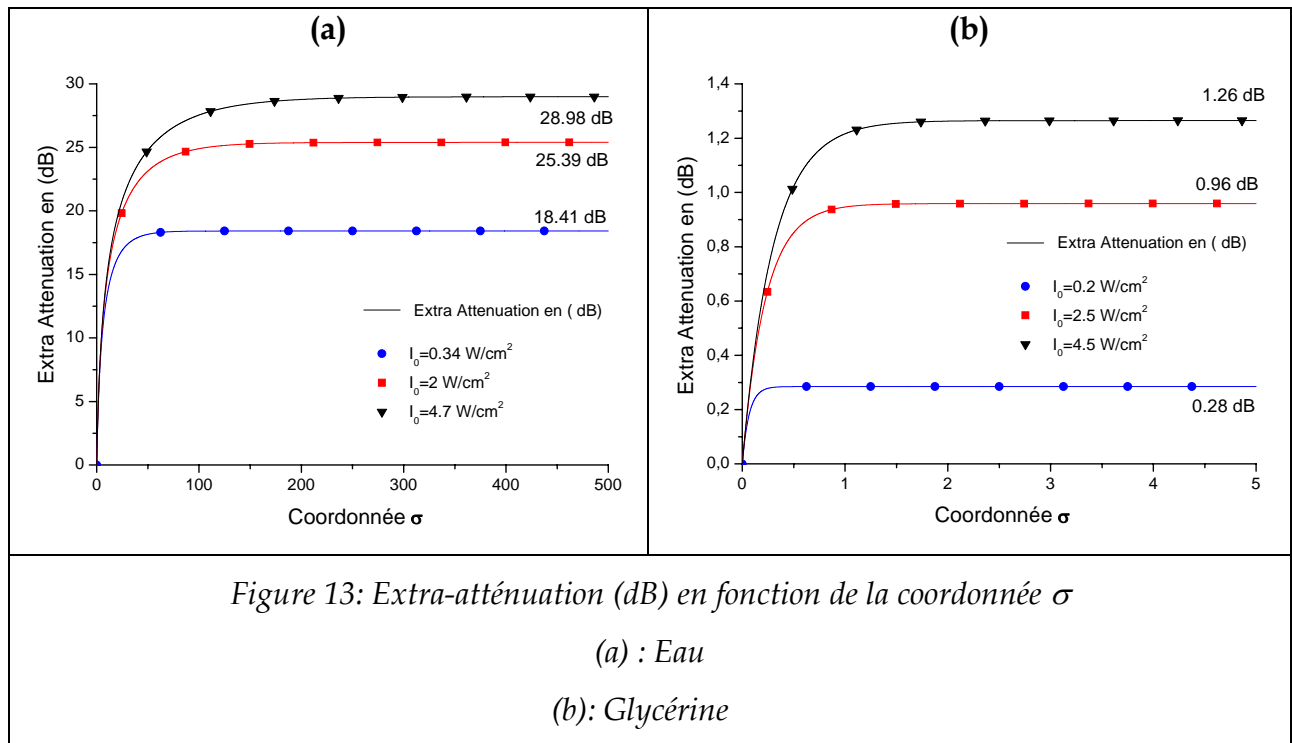 (a)
30
25
20
15
10
5
0
0 100 200 300 400 500
Extra Attenuation en (dB)
Coordonnée σ
28.98 dB
25.39 dB
18.41 dB
Extra Attenuation en ( dB)
I₀=0.34 W/cm²
I₀=2 W/cm²
I₀=4.7 W/cm²
(b)
1,4
1,2
1,0
0,8
0,6
0,4
0,2
0,0
0 1 2 3 4 5
Extra Attenuation en (dB)
Coordonnée σ
1.26 dB
0.96 dB
Extra Attenuation en ( dB)
I₀=0.2 W/cm²
I₀=2.5 W/cm²
I₀=4.5 W/cm²
0.28 dB
Figure 13: Extra-atténuation (dB) en fonction de la coordonnée σ
(a) : Eau
(b): Glycérine